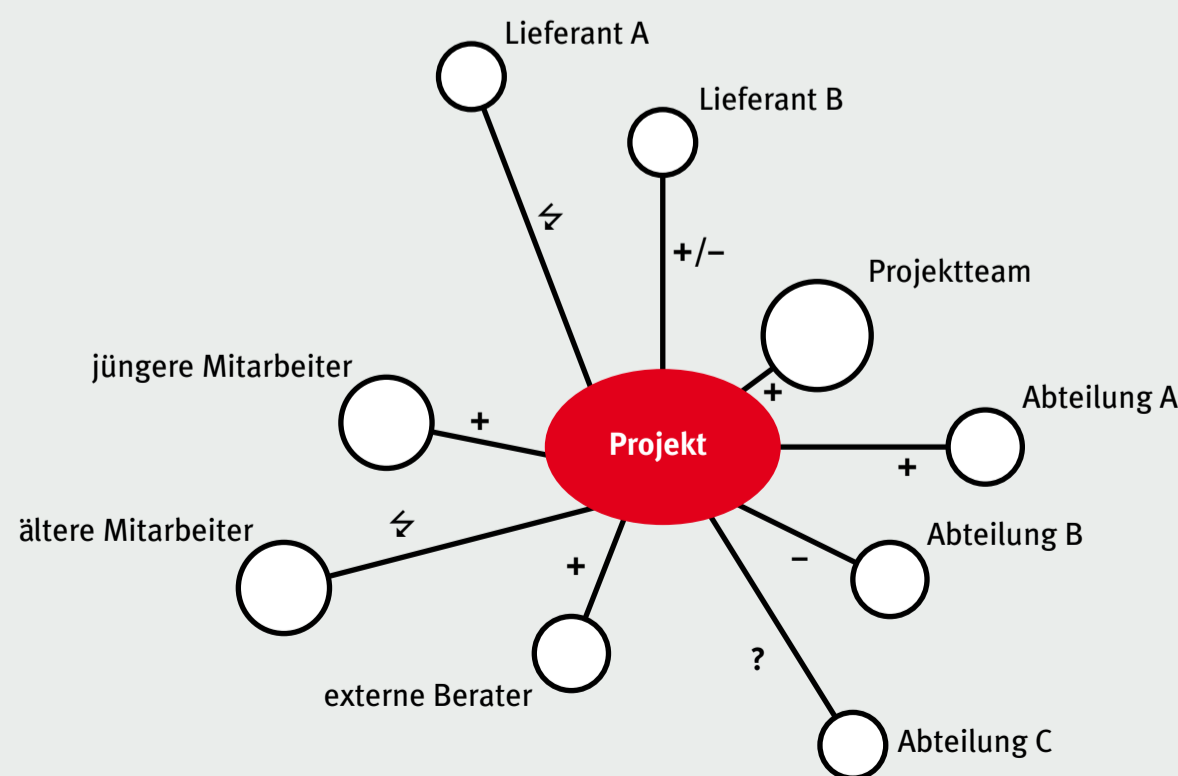 Lieferant A
Lieferant B
↯
+/–
Projektteam
jüngere Mitarbeiter
+
+
Abteilung A
Projekt
+
ältere Mitarbeiter
↯
Abteilung B
+
–
?
externe Berater
Abteilung C